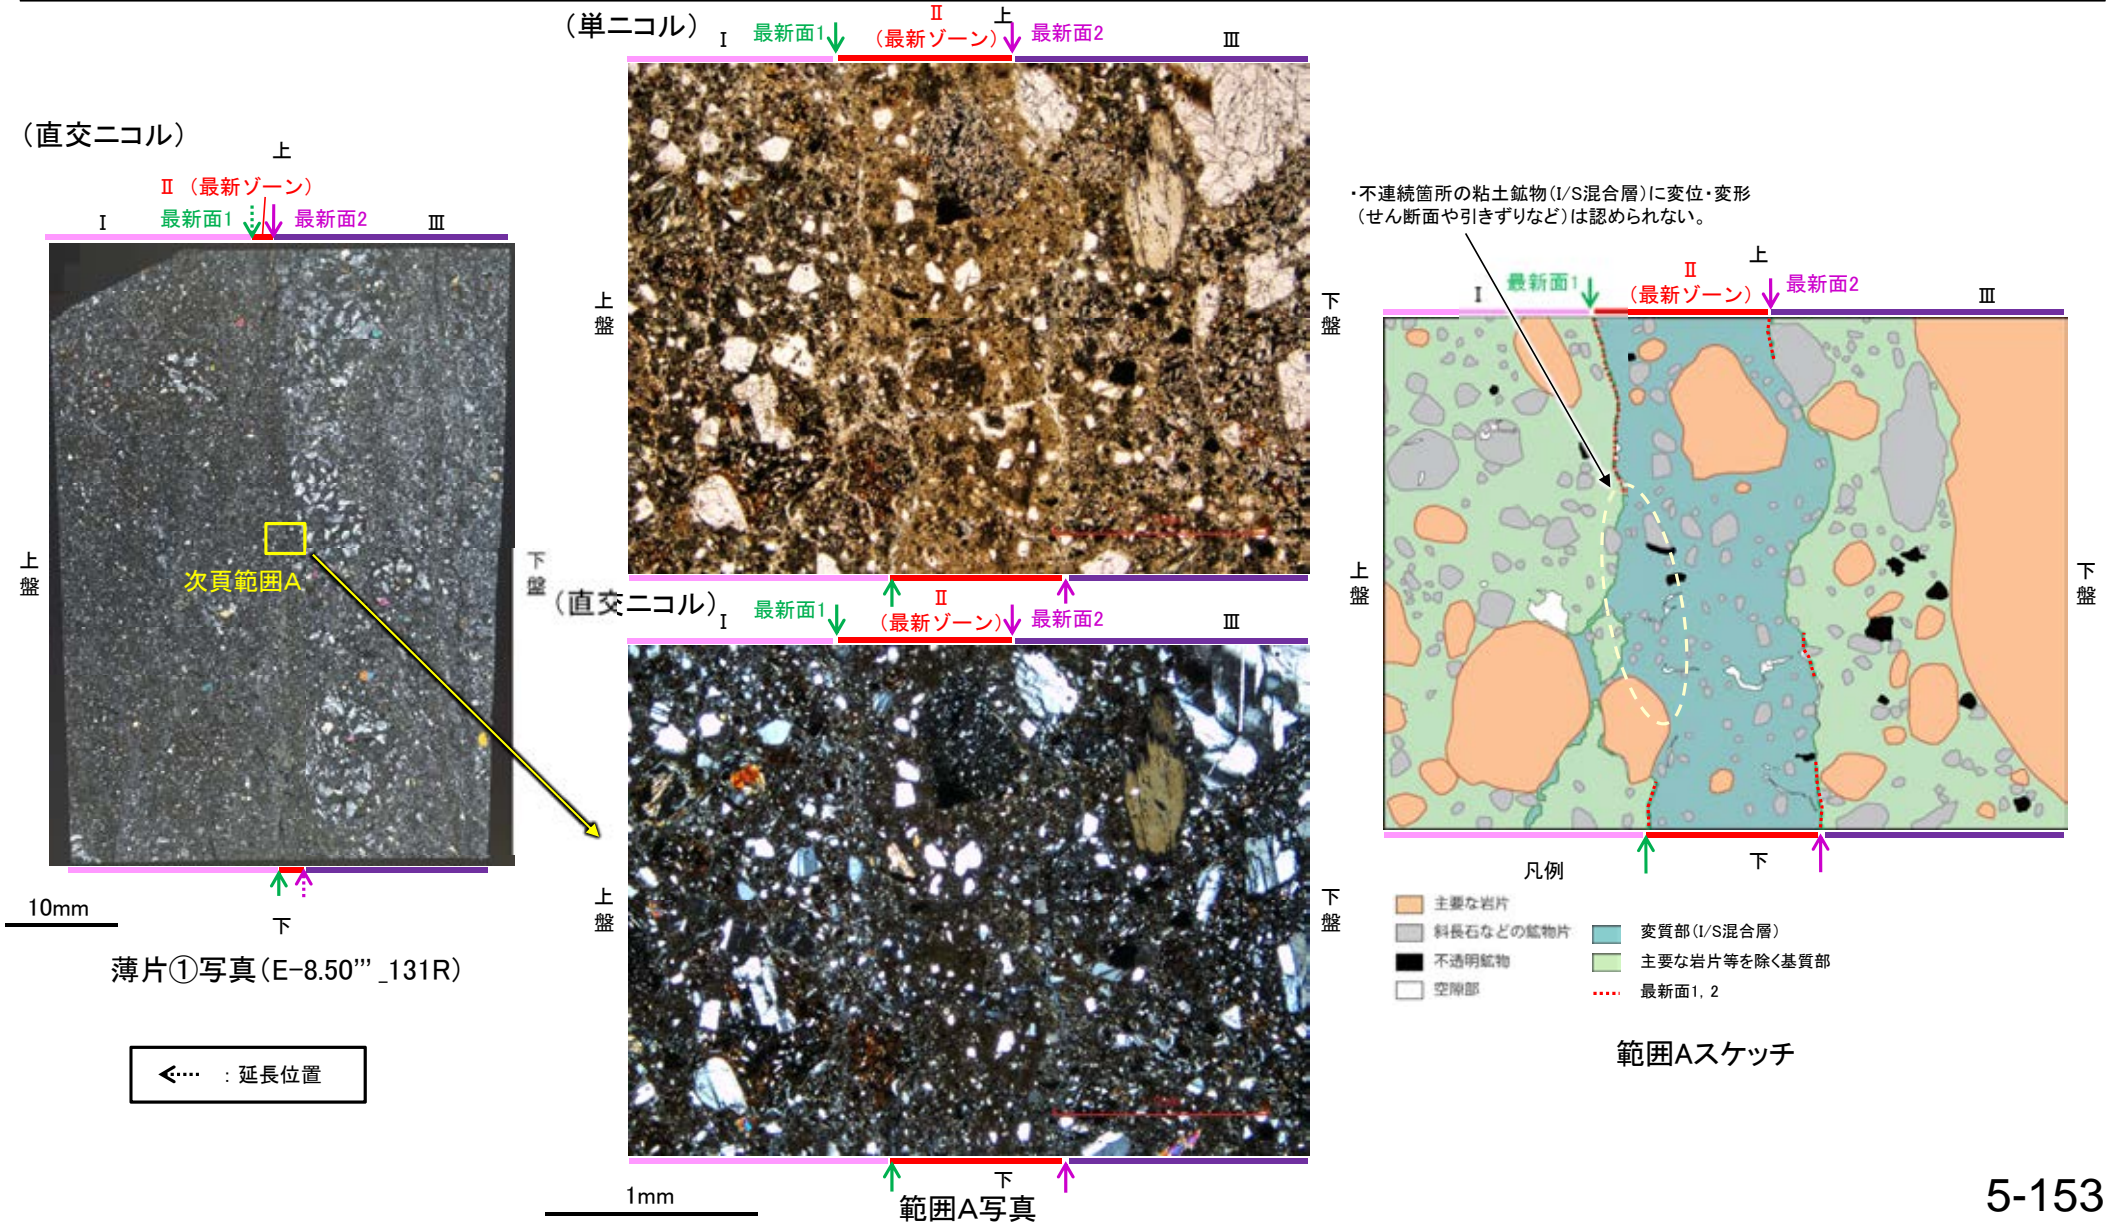 (直交ニコル)
上
Ⅱ (最新ゾーン)
Ⅰ
最新面1
最新面2
Ⅲ
上盤
下盤
次頁範囲A
下
10mm
薄片①写真(E-8.50'''_131R)
:延長位置
(単ニコル)
Ⅰ
最新面1
Ⅱ
(最新ゾーン)
上
最新面2
Ⅲ
上盤
下盤
(直交ニコル)
Ⅰ
最新面1
Ⅱ
(最新ゾーン)
最新面2
Ⅲ
上盤
下盤
下
1mm
範囲A写真
・不連続箇所の粘土鉱物(I/S混合層)に変位・変形
(せん断面や引きずりなど)は認められない。
上
Ⅰ
最新面1
Ⅱ
(最新ゾーン)
最新面2
Ⅲ
上盤
下盤
下
凡例
主要な岩片
斜長石などの鉱物片
不透明鉱物
空隙部
変質部(I/S混合層)
主要な岩片等を除く基質部
最新面1, 2
範囲Aスケッチ
5-153